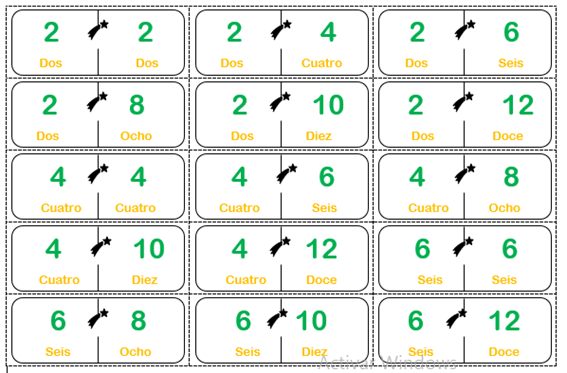 2 2 2 4 2 6
Dos Dos Dos Cuatro Dos Seis
2 8 2 10 2 12
Dos Ocho Dos Diez Dos Doce
4 4 4 6 4 8
Cuatro Cuatro Cuatro Seis Cuatro Ocho
4 10 4 12 6 6
Cuatro Diez Cuatro Doce Seis Seis
6 8 6 10 6 12
Seis Ocho Seis Diez Seis Doce
Activar Windows